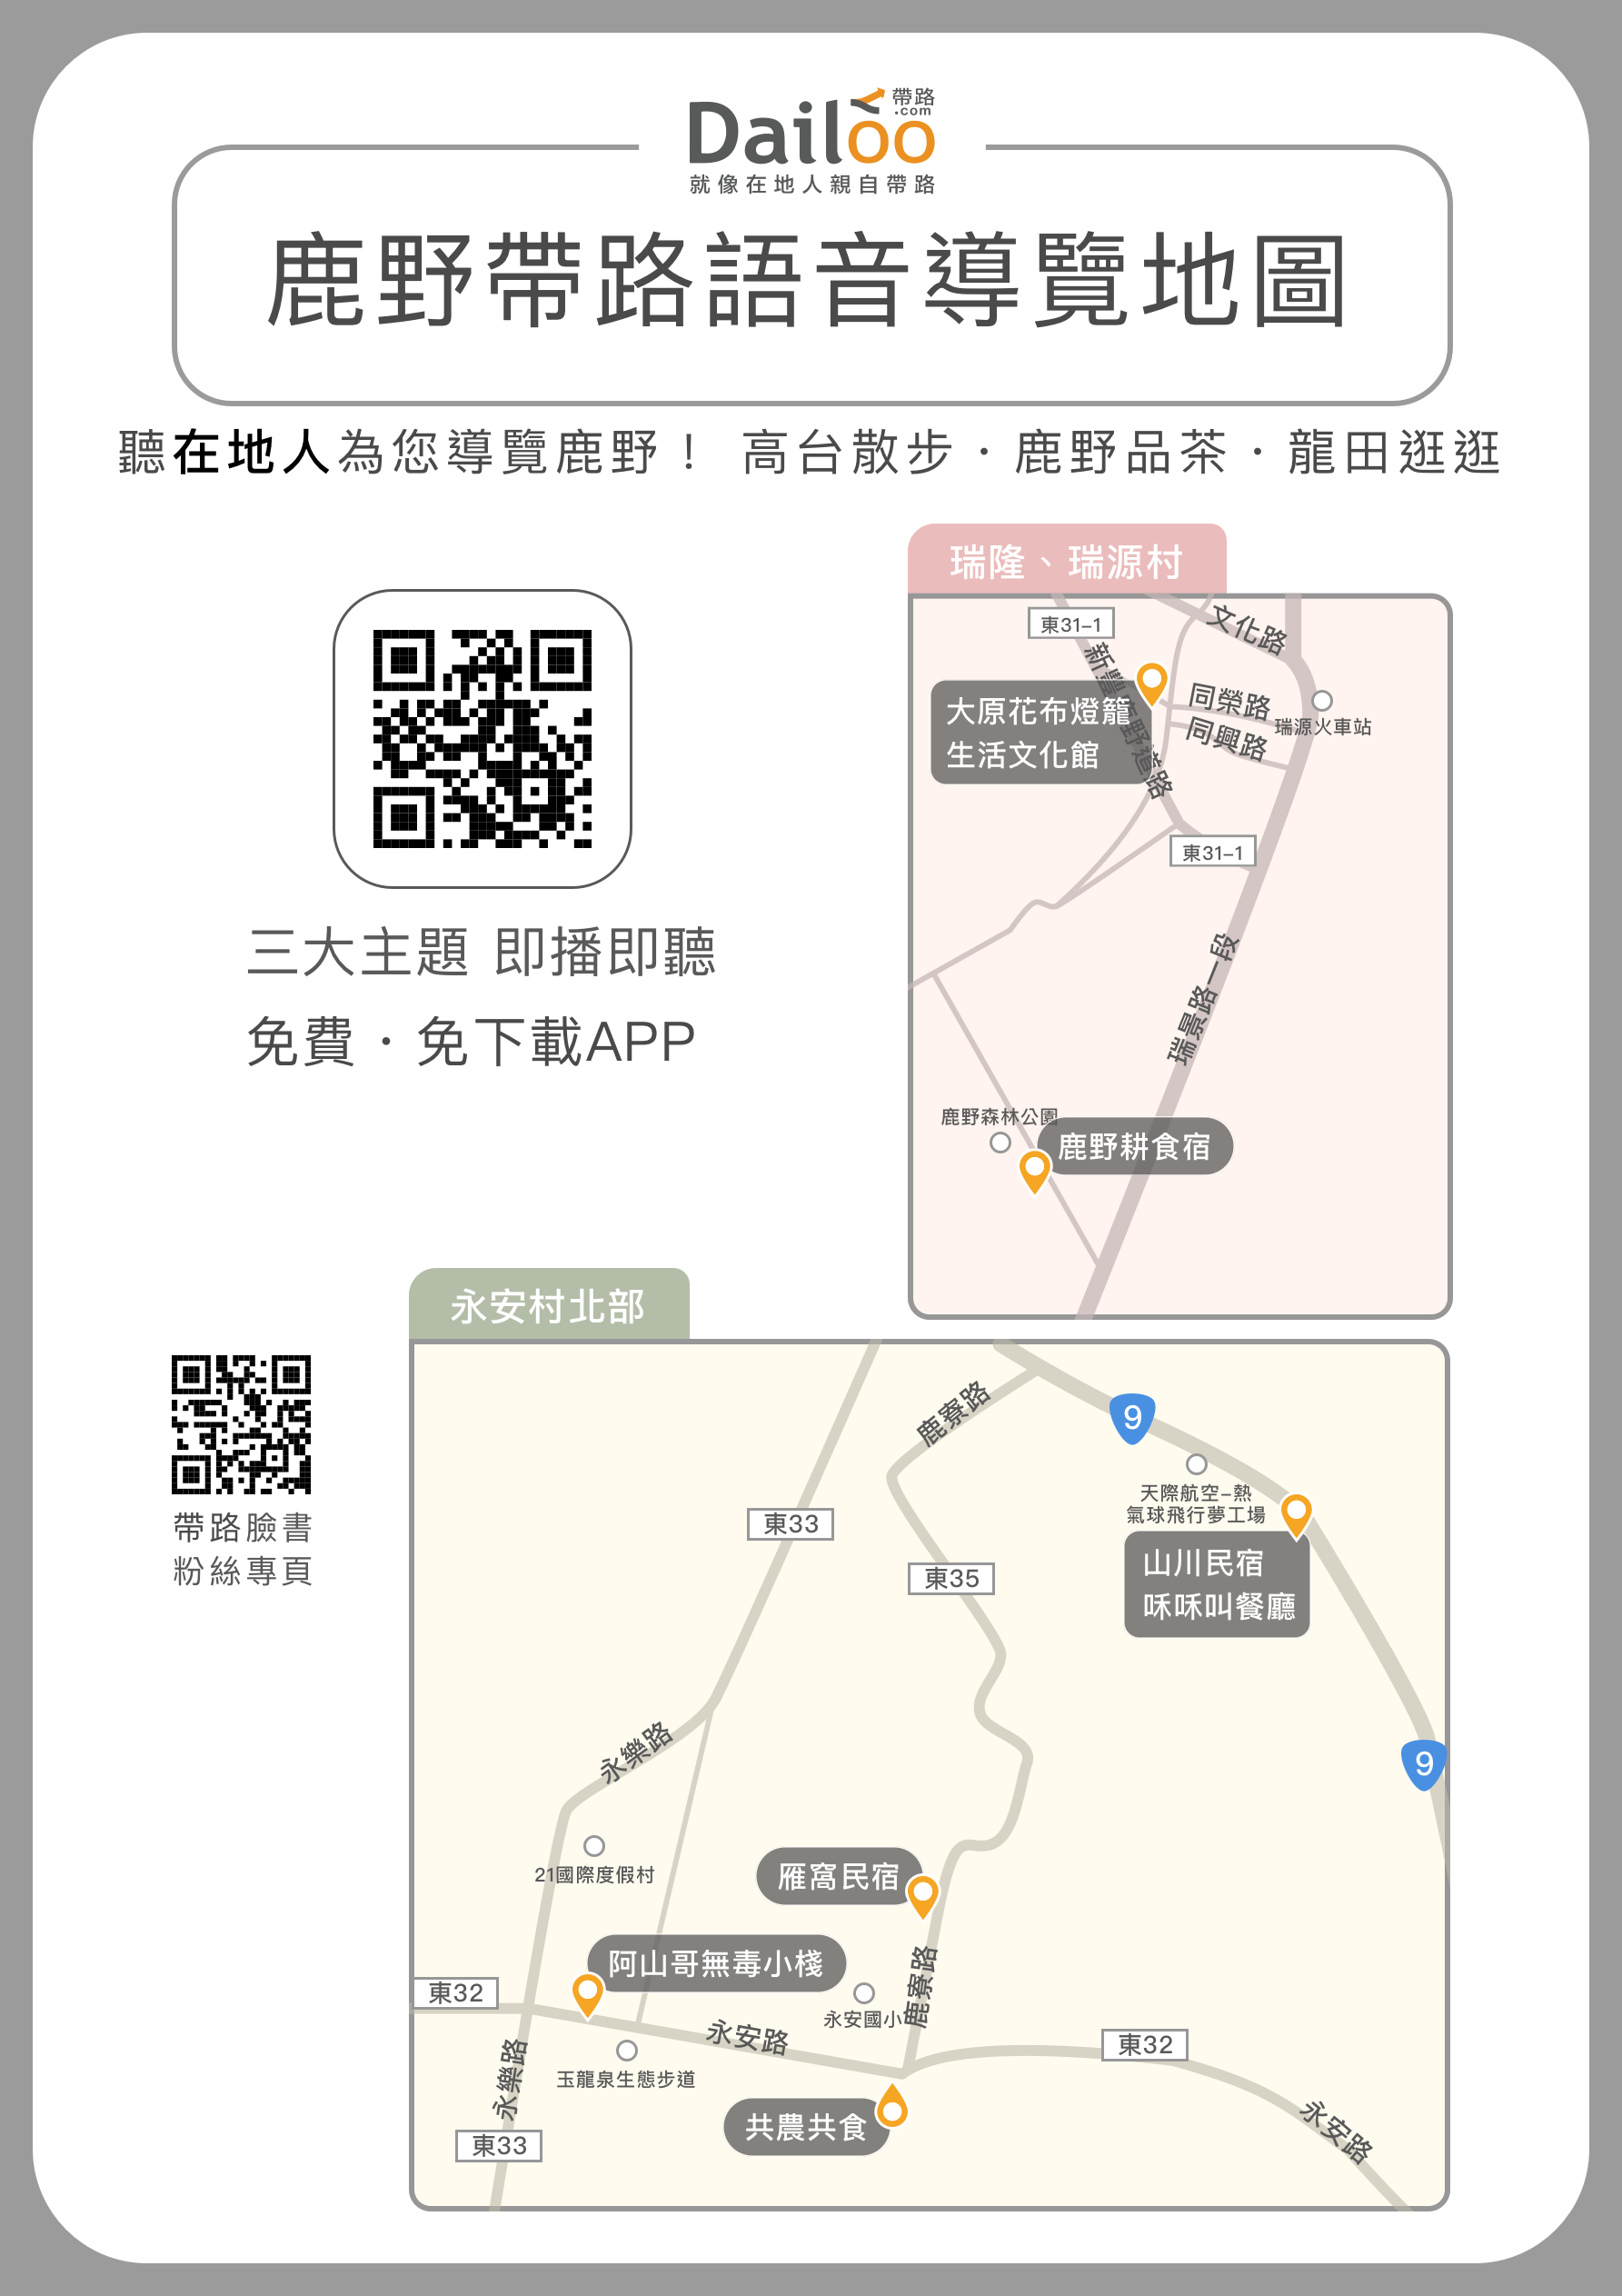 Dailoo
帶路
.com
就像在地人親自帶路
鹿野帶路語音導覽地圖
聽在地人為您導覽鹿野！ 高台散步．鹿野品茶．龍田逛逛
三大主題 即播即聽
免費．免下載APP
瑞隆、瑞源村
東31-1
文化路
新豐鹿野道路
大原花布燈籠
生活文化館
同榮路
同興路
瑞源火車站
東31-1
瑞景路一段
鹿野森林公園
鹿野耕食宿
永安村北部
帶路臉書
粉絲專頁
鹿寮路
9
天際航空-熱
氣球飛行夢工場
山川民宿
咪咪叫餐廳
東33
東35
永樂路
9
21國際度假村
雁窩民宿
阿山哥無毒小棧
東32
永安國小
鹿寮路
永安路
東32
玉龍泉生態步道
永樂路
共農共食
東33
永安路